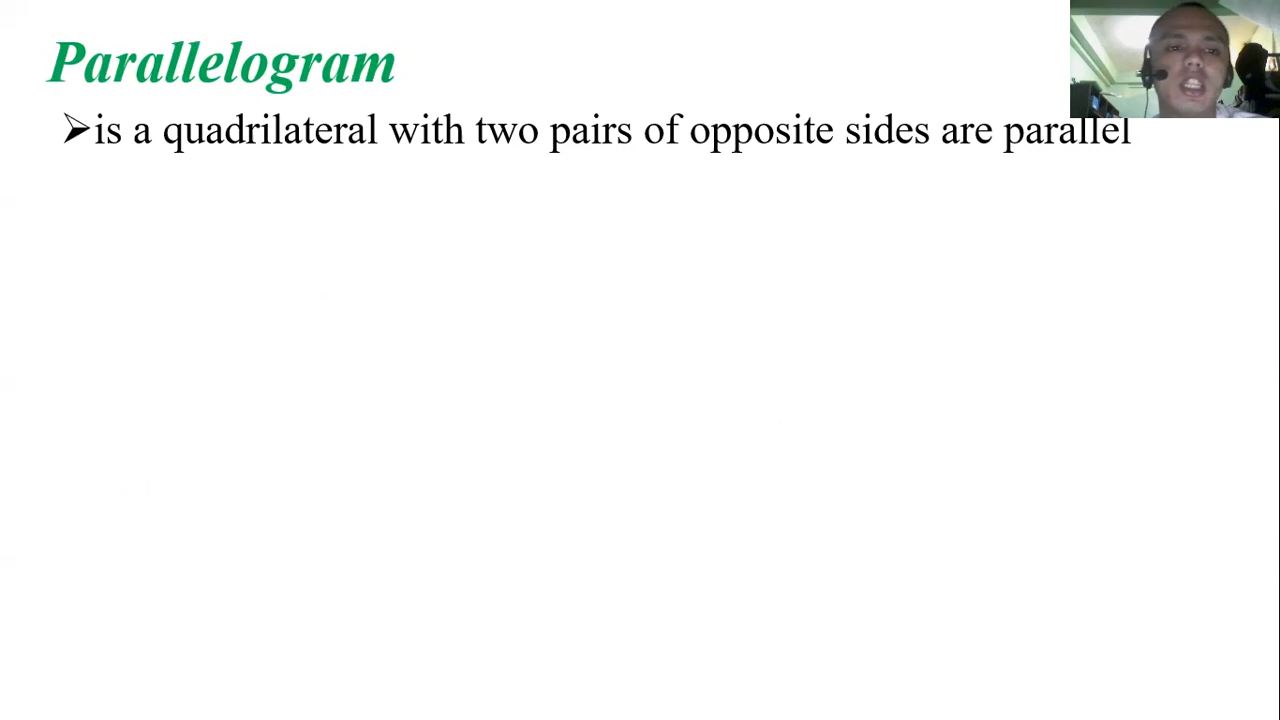 Parallelogram
➢is a quadrilateral with two pairs of opposite sides are parallel